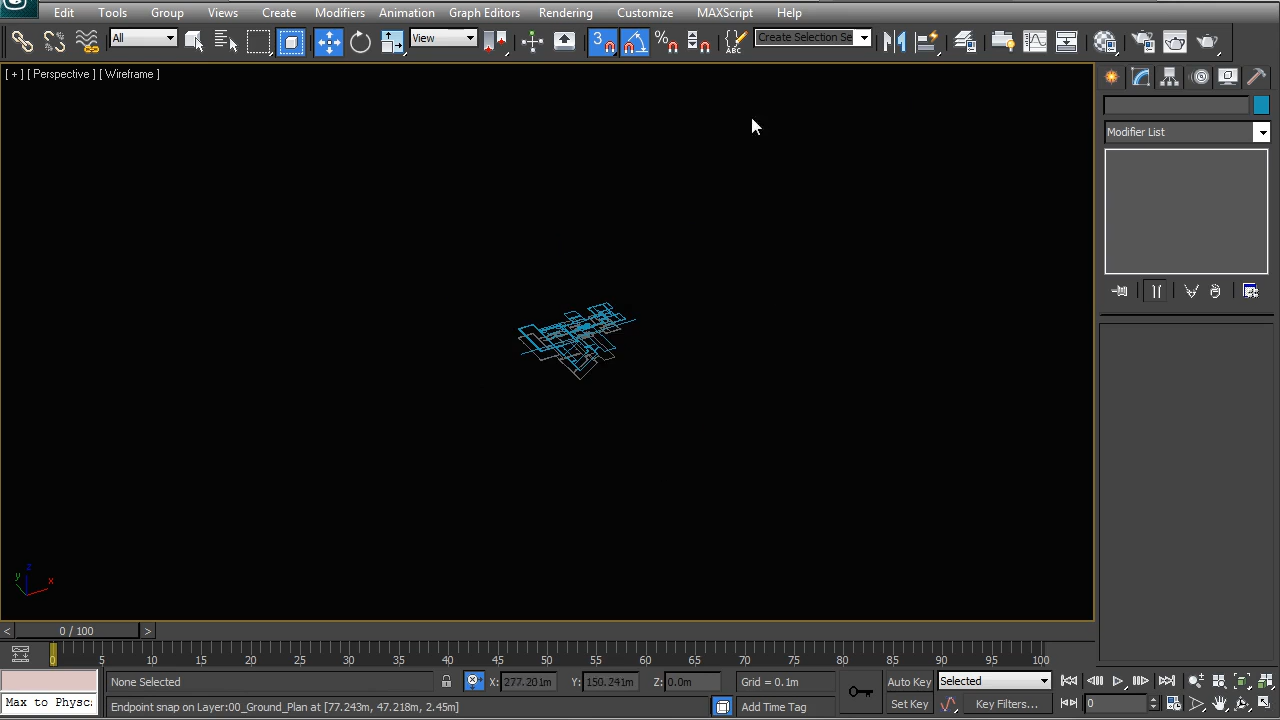 Edit Tools Group Views Create Modifiers Animation Graph Editors Rendering Customize MAXScript Help
All View 3 % ABC Create Selection Se
[ + ] [ Perspective ] [ Wireframe ]
Modifier List
z
y x
< 0 / 100 >
0 5 10 15 20 25 30 35 40 45 50 55 60 65 70 75 80 85 90 95 100
None Selected X: 277.201m Y: 150.241m Z: 0.0m Grid = 0.1m Auto Key Selected
Max to Physc: Endpoint snap on Layer:00_Ground_Plan at [77.243m, 47.218m, 2.45m] Add Time Tag Set Key Key Filters... 0